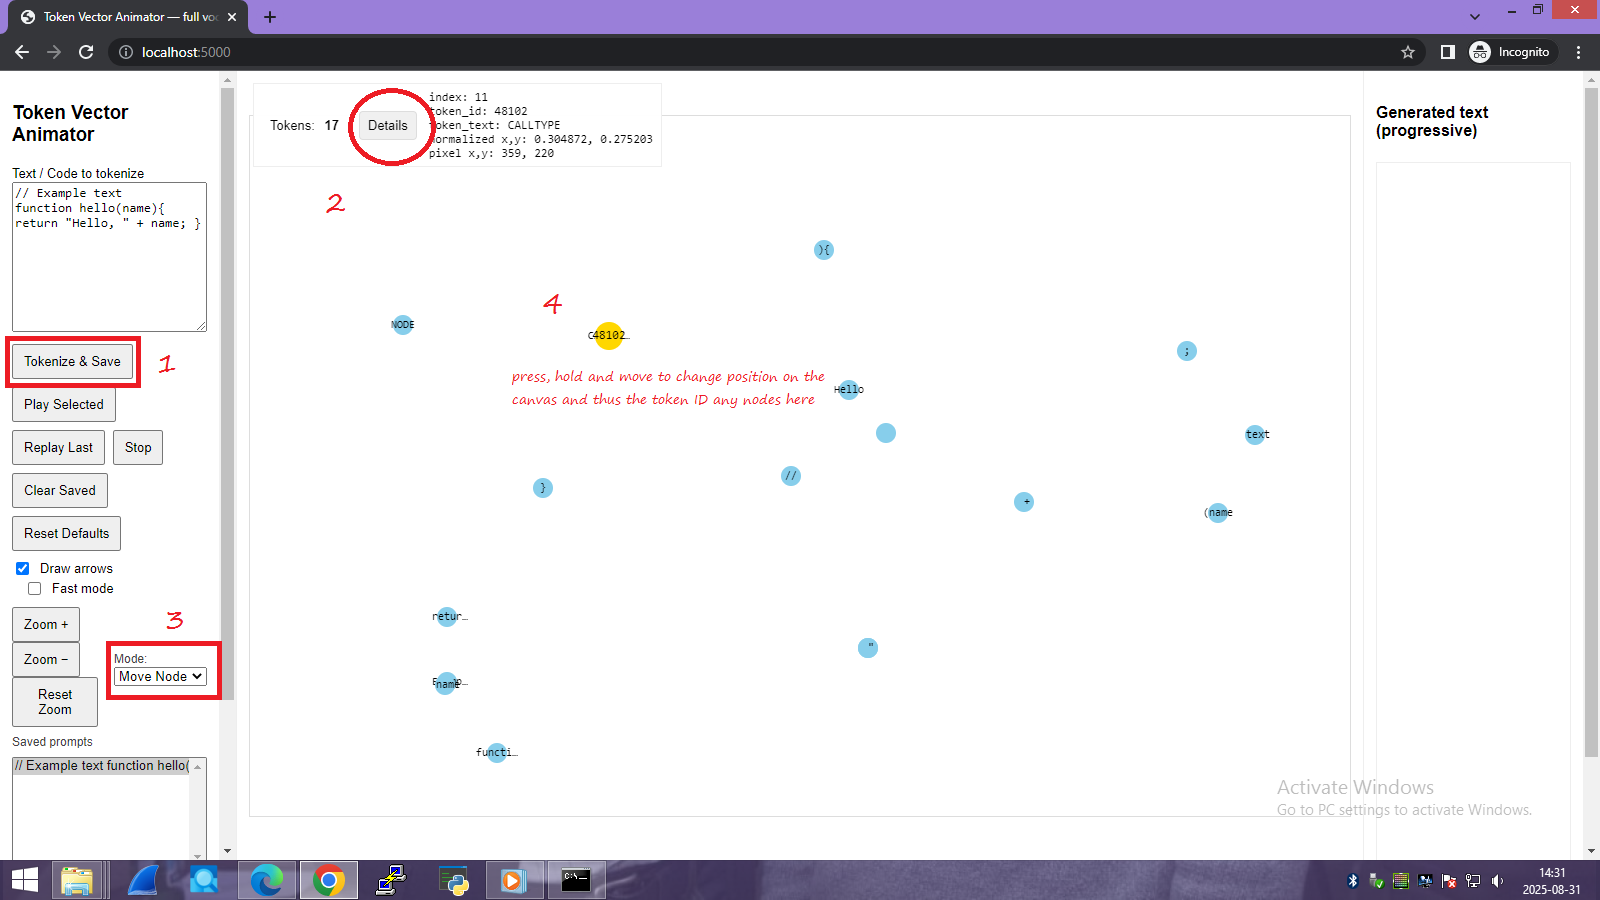 Token Vector Animator — full voc
localhost:5000
Incognito
Token Vector
Animator
Text / Code to tokenize
// Example text
function hello(name){
return "Hello, " + name; }
Tokenize & Save
1
Play Selected
Replay Last
Stop
Clear Saved
Reset Defaults
Draw arrows
Fast mode
Zoom +
3
Zoom −
Mode:
Move Node
Reset
Zoom
Saved prompts
// Example text function hello(
Tokens: 17
Details
index: 11
token_id: 48102
token_text: CALLTYPE
normalized x,y: 0.304872, 0.275203
pixel x,y: 359, 220
2
){
4
NODE
48102…
;
press, hold and move to change position on the
canvas and thus the token ID any nodes here
Hello
text
//
}
+
(name
retur…
"
name
functi…
Generated text
(progressive)
Activate Windows
Go to PC settings to activate Windows.
C:\
14:31
2025-08-31